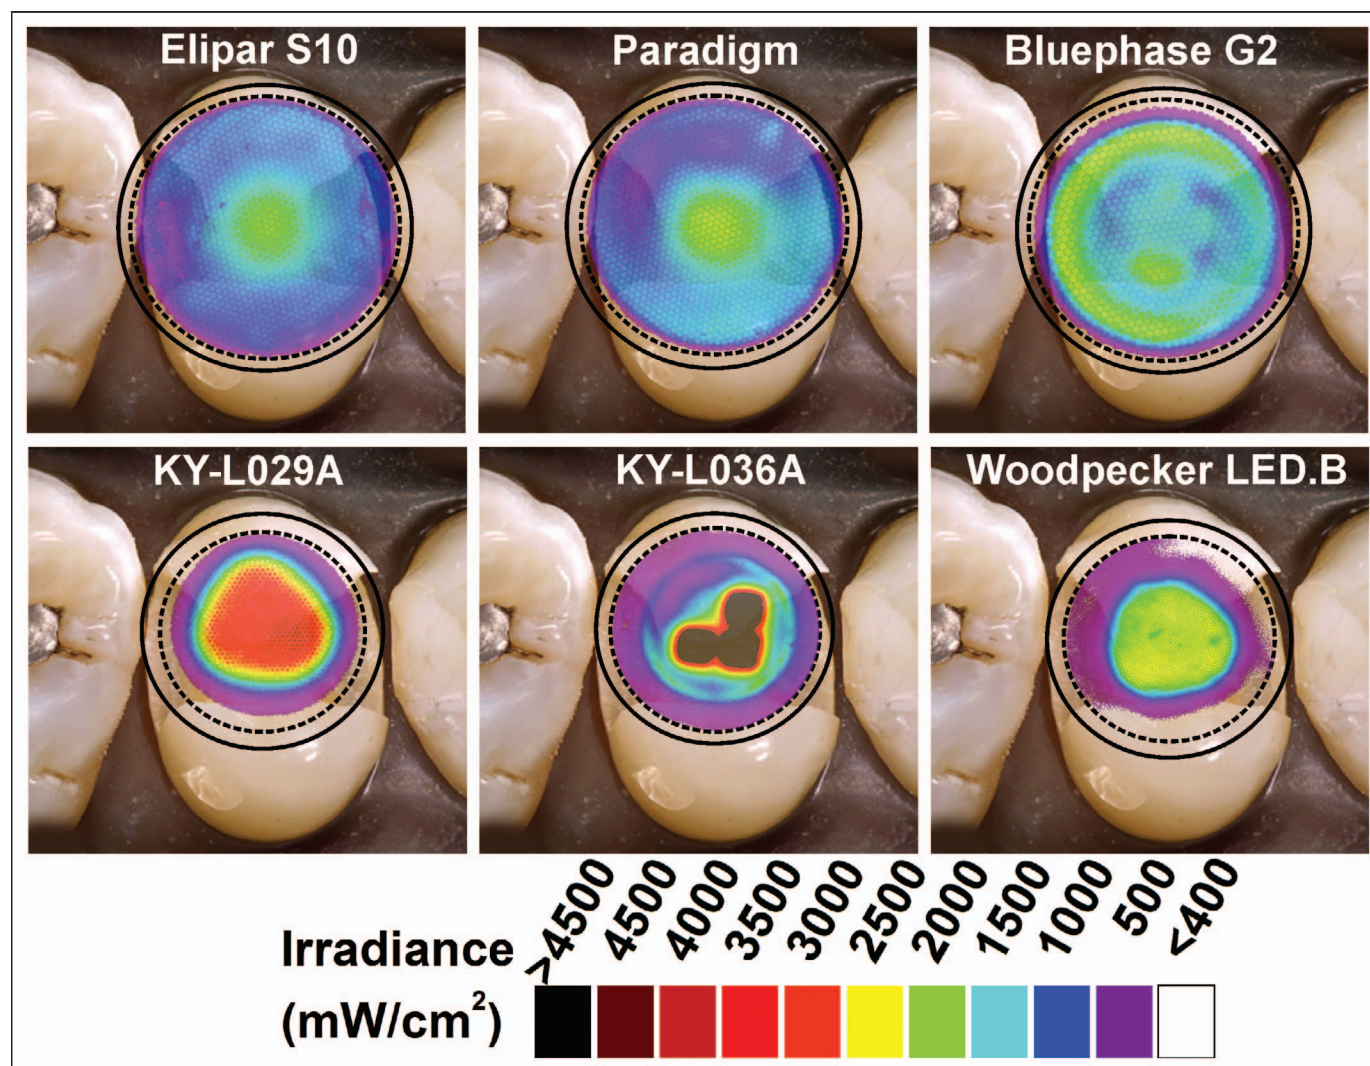 Elipar S10
Paradigm
Bluephase G2
KY-L029A
KY-L036A
Woodpecker LED.B
>4500
4500
4000
3500
3000
2500
2000
1500
1000
500
<400
Irradiance
(mW/cm²)